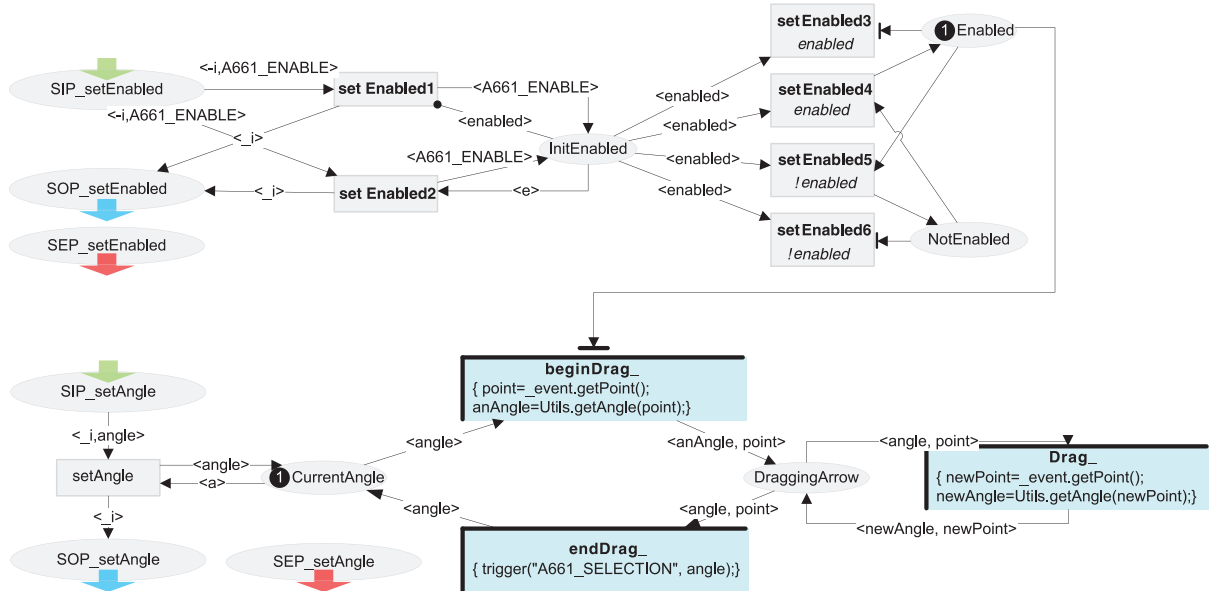 setEnabled3
enabled
1 Enabled
<-i,A661_ENABLE>
SIP_setEnabled
set Enabled1
<A661_ENABLE>
<enabled>
setEnabled4
enabled
<-i,A661_ENABLE>
<enabled>
<enabled>
<_i>
InitEnabled
<A661_ENABLE>
<enabled>
setEnabled5
!enabled
SOP_setEnabled
<_i>
set Enabled2
<e>
<enabled>
setEnabled6
!enabled
NotEnabled
SEP_setEnabled
beginDrag_
{ point=_event.getPoint();
anAngle=Utils.getAngle(point);}
SIP_setAngle
<_i,angle>
<angle>
<anAngle, point>
<angle, point>
setAngle
<angle>
<a>
1 CurrentAngle
DraggingArrow
Drag_
{ newPoint=_event.getPoint();
newAngle=Utils.getAngle(newPoint);}
<_i>
<angle>
<angle, point>
<newAngle, newPoint>
SOP_setAngle
SEP_setAngle
endDrag_
{ trigger("A661_SELECTION", angle);}